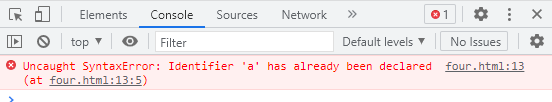 Elements Console Sources Network » 1
top Filter Default levels No Issues
Uncaught SyntaxError: Identifier 'a' has already been declared four.html:13
(at four.html:13:5)